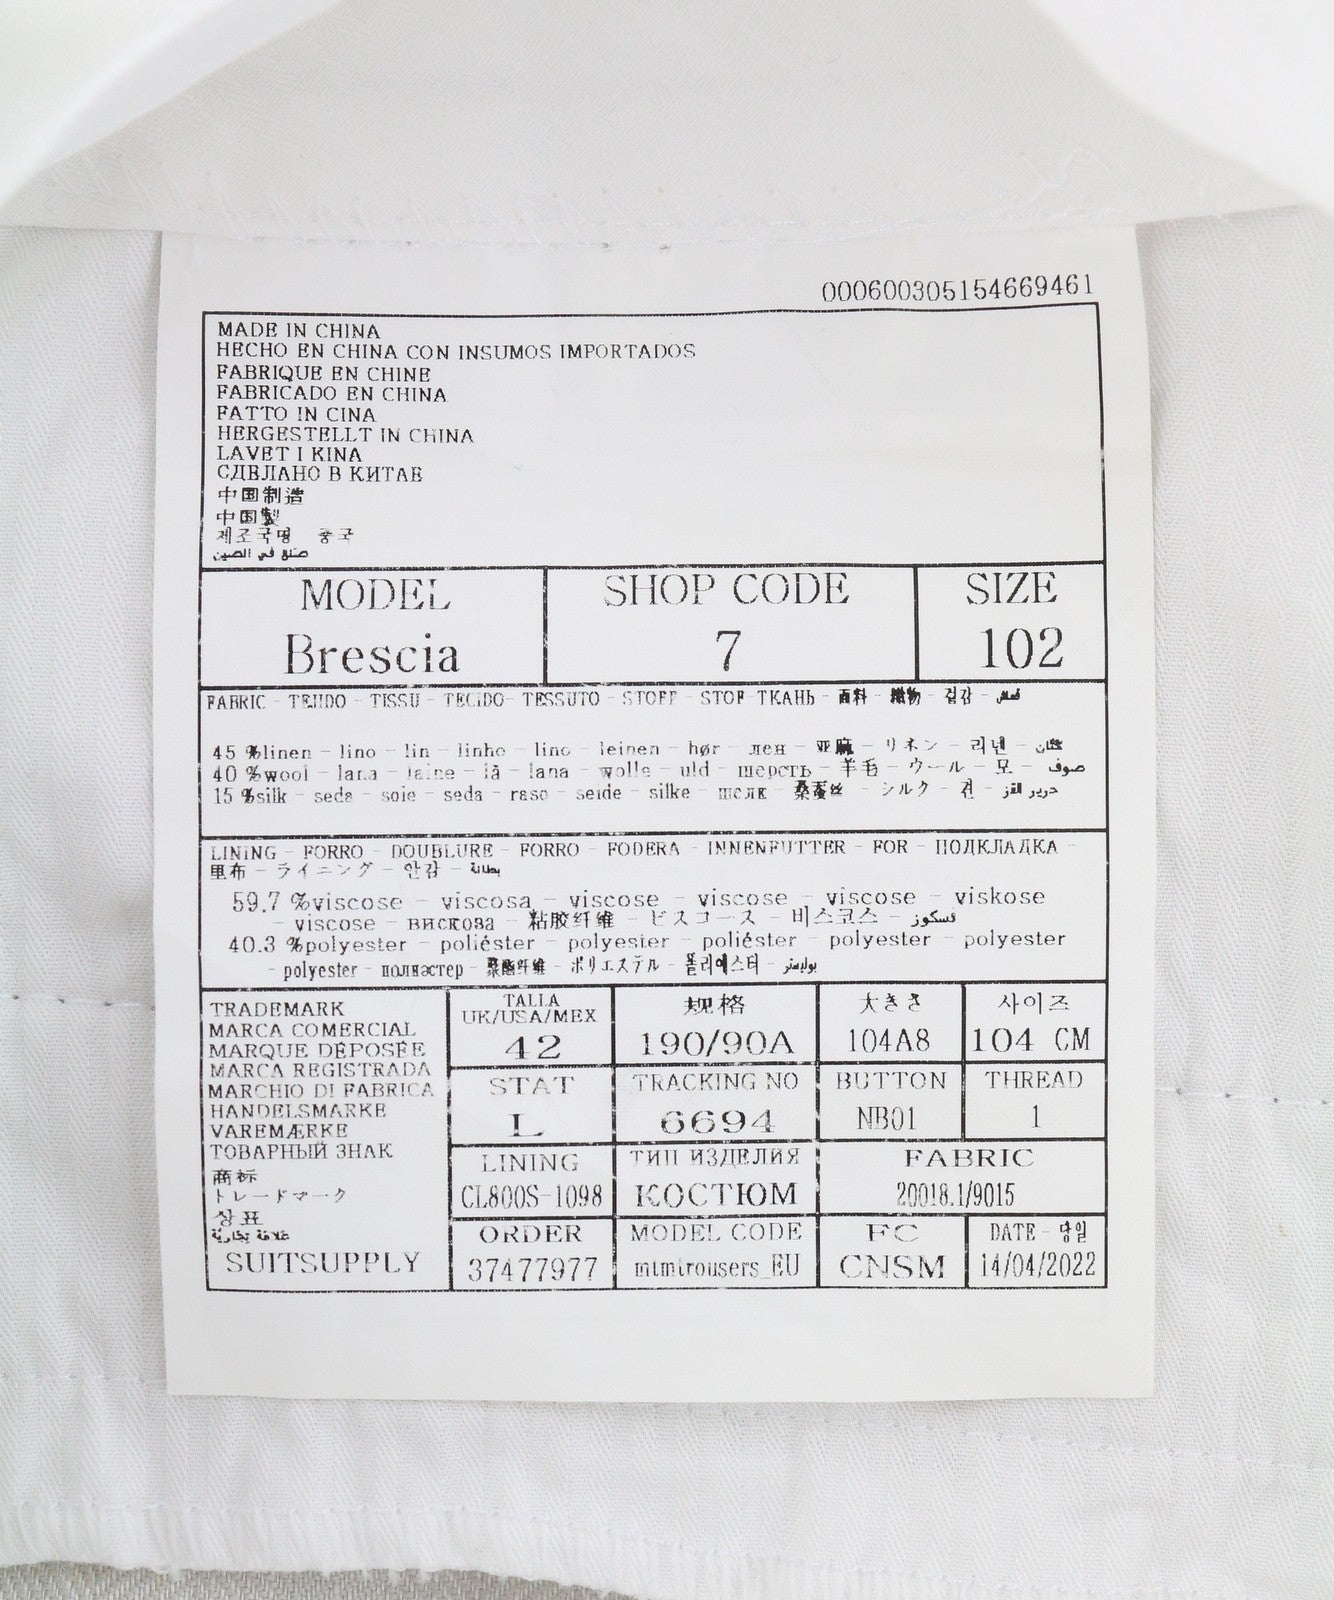 000600305154669461
MADE IN CHINA
HECHO EN CHINA CON INSUMOS IMPORTADOS
FABRIQUE EN CHINE
FABRICADO EN CHINA
FATTO IN CINA
HERGESTELLT IN CHINA
LAVET I KINA
СДЕЛАНО В КИТАЕ
中国制造
中国製
제조국명 중국
صنع في الصين
MODEL SHOP CODE SIZE
Brescia 7 102
FABRIC - TEJIDO - TISSU - TECIDO - TESSUTO - STOFF - STOF ТКАНЬ - 面料 - 織物 - 겉감 - قماش
45 %linen - lino - lin - linho - lino - leinen - hør - лен - 亚麻 - リネン - 리넨 - كتان
40 %wool - lana - laine - lã - lana - wolle - uld - шерсть - 羊毛 - ウール - 모 - صوف
15 %silk - seda - soie - seda - raso - seide - silke - шелк - 桑蚕丝 - シルク - 견 - حرير القز
LINING - FORRO - DOUBLURE - FORRO - FODERA - INNENFUTTER - FOR - ПОДКЛАДКА -
里布 - ライニング - 안감 - بطانة
59.7 %viscose - viscosa - viscose - viscose - viscose - viskose
- viscose - вискоза - 粘胶纤维 - ビスコース - 비스코스 - فسكوز
40.3 %polyester - poliéster - polyester - poliéster - polyester - polyester
- polyester - полиэстер - 聚酯纤维 - ポリエステル - 폴리에스터 - بوليستر
TRADEMARK
MARCA COMERCIAL
MARQUE DÉPOSÉE
MARCA REGISTRADA
MARCHIO DI FABRICA
HANDELSMARKE
VAREMÆRKE
ТОВАРНЫЙ ЗНАК
商标
トレードマーク
상표
علامة تجارية
SUITSUPPLY
TALLA
UK/USA/MEX
42
规格
190/90A
大きさ
104A8
사이즈
104 CM
STAT
L
TRACKING NO
6694
BUTTON
NB01
THREAD
1
LINING
CL800S-1098
ТИП ИЗДЕЛИЯ
КОСТЮМ
FABRIC
20018.1/9015
ORDER
37477977
MODEL CODE
mtmtrousers_EU
FC
CNSM
DATE - 당일
14/04/2022